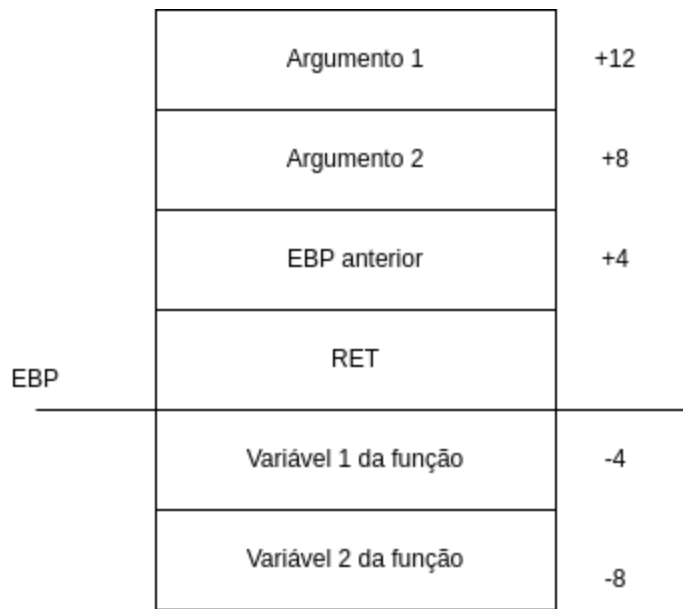 Argumento 1 +12
Argumento 2 +8
EBP anterior +4
RET
EBP
Variável 1 da função -4
Variável 2 da função -8